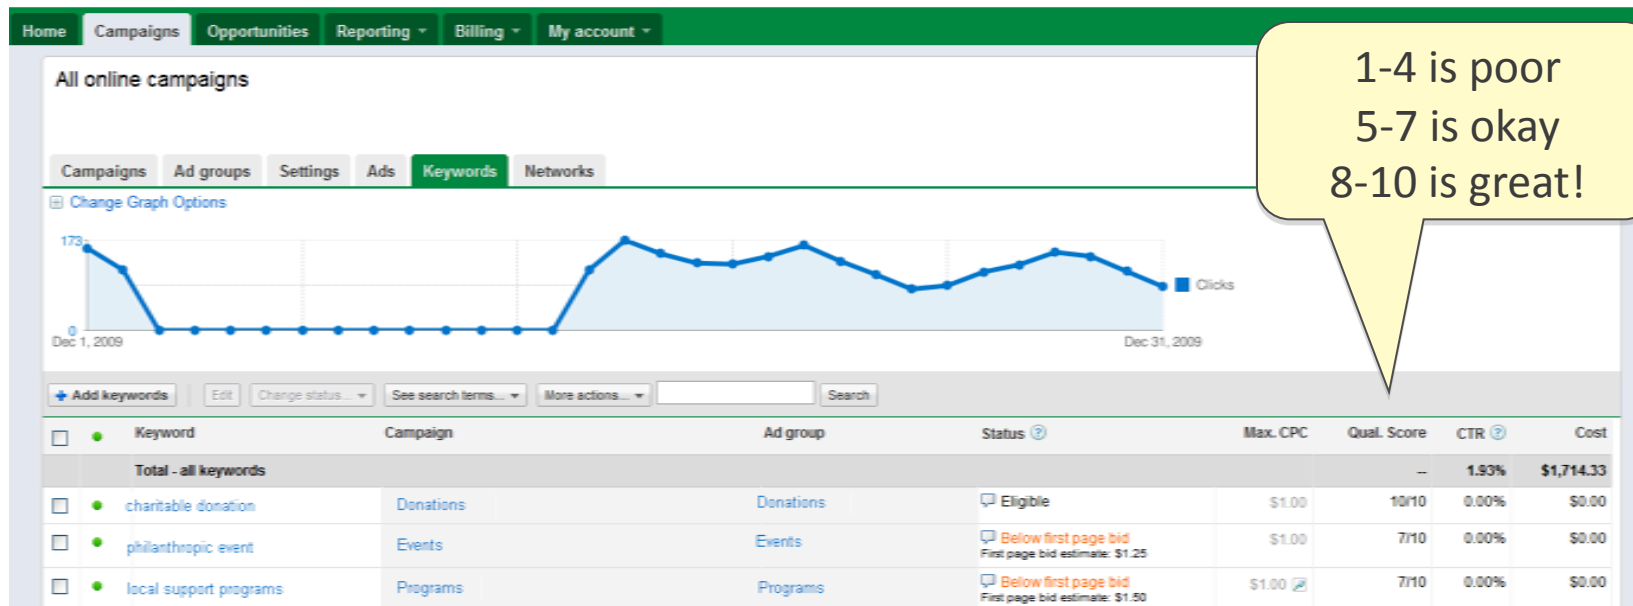 Home Campaigns Opportunities Reporting Billing My account
1-4 is poor
5-7 is okay
8-10 is great!
All online campaigns
Campaigns Ad groups Settings Ads Keywords Networks
Change Graph Options
173
Clicks
0
Dec 1, 2009 Dec 31, 2009
Add keywords Edit Change status... See search terms... More actions... Search
Keyword Campaign Ad group Status ? Max. CPC Qual. Score CTR ? Cost
Total - all keywords -- 1.93% $1,714.33
charitable donation Donations Donations Eligible $1.00 10/10 0.00% $0.00
philanthropic event Events Events Below first page bid $1.00 7/10 0.00% $0.00
First page bid estimate: $1.25
local support programs Programs Programs Below first page bid $1.00 7/10 0.00% $0.00
First page bid estimate: $1.50